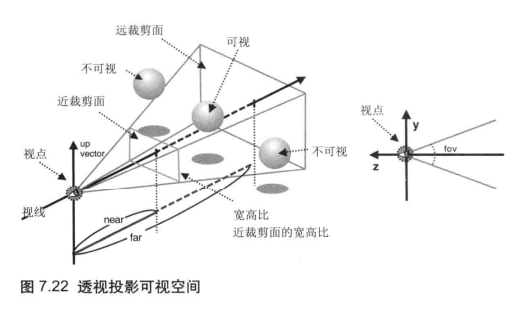 远裁剪面
可视
不可视
近裁剪面
视点
up
vector
不可视
视线
near
far
宽高比
近裁剪面的宽高比
视点
y
fov
z
图 7.22 透视投影可视空间